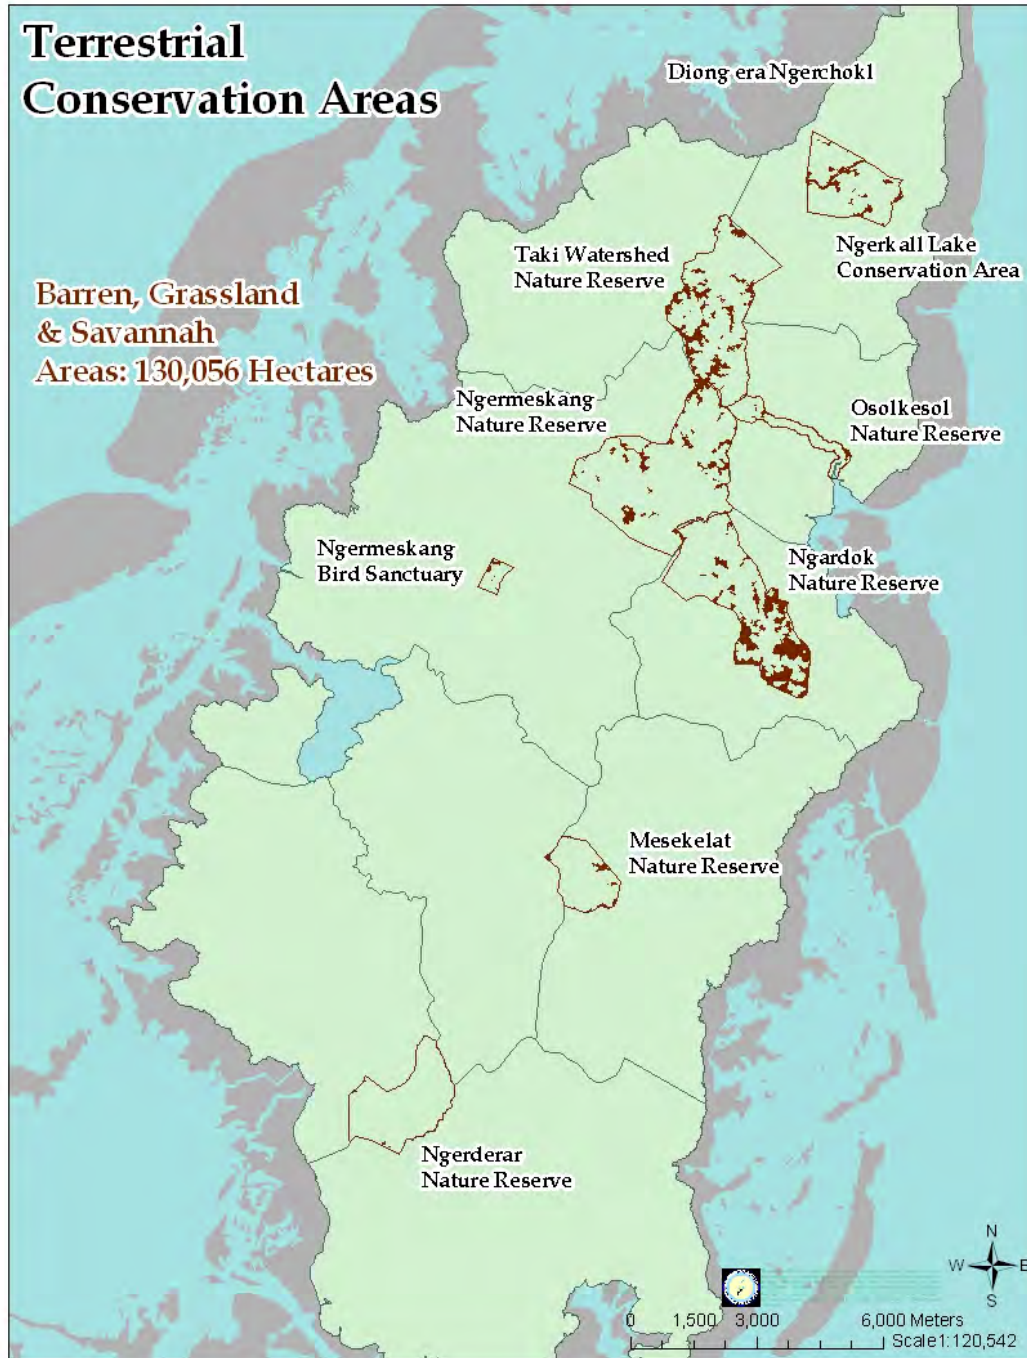 Terrestrial
Conservation Areas
Diong era Ngerchokl
Ngerkall Lake
Conservation Area
Taki Watershed
Nature Reserve
Barren, Grassland
& Savannah
Areas: 130,056 Hectares
Ngermeskang
Nature Reserve
Osolkesol
Nature Reserve
Ngermeskang
Bird Sanctuary
Ngardok
Nature Reserve
Mesekelat
Nature Reserve
Ngerderar
Nature Reserve
N
W E
S
0 1,500 3,000 6,000 Meters
Scale1:120,542